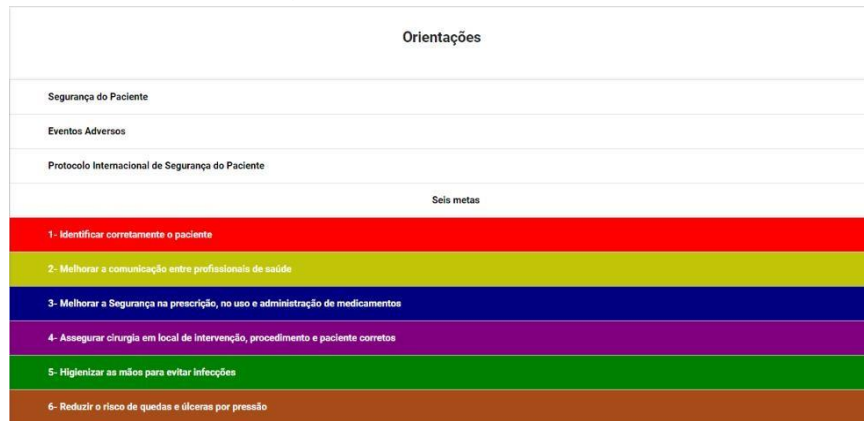 Orientações
Segurança do Paciente
Eventos Adversos
Protocolo Internacional de Segurança do Paciente
Seis metas
1- Identificar corretamente o paciente
2- Melhorar a comunicação entre profissionais de saúde
3- Melhorar a Segurança na prescrição, no uso e administração de medicamentos
4- Assegurar cirurgia em local de intervenção, procedimento e paciente corretos
5- Higienizar as mãos para evitar infecções
6- Reduzir o risco de quedas e úlceras por pressão